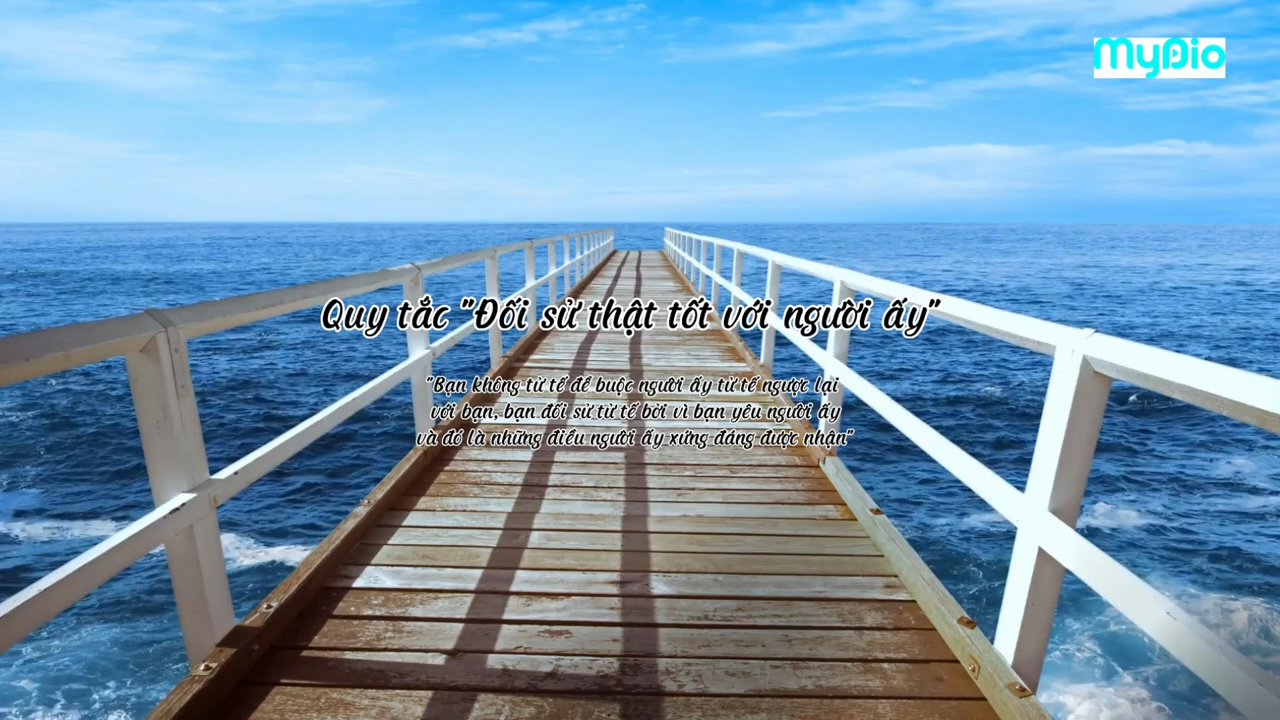 MyDio
Quy tắc "Đối sử thật tốt với người ấy"
"Bạn không tử tế để buộc người ấy tử tế ngược lại
với bạn, bạn đối sử tử tế bởi vì bạn yêu người ấy
và đó là những điều người ấy xứng đáng được nhận"